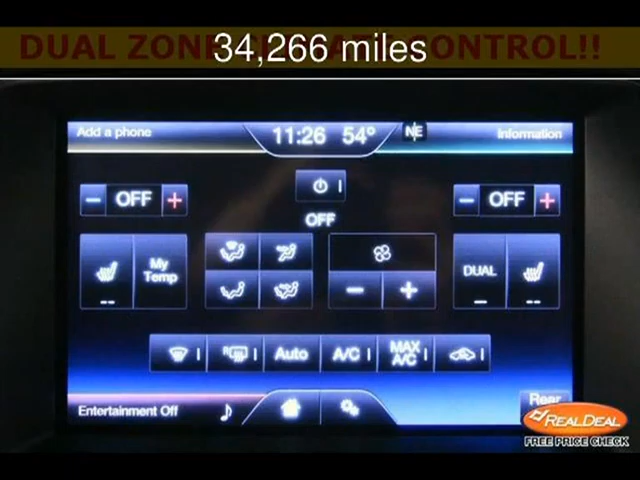 DUAL ZONE CLIMATE CONTROL!!
34,266 miles
Add a phone 11:26 54° NE Information
OFF OFF
OFF
My Temp DUAL
R Auto A/C MAX A/C
Entertainment Off Rear
REALDEAL
FREE PRICE CHECK